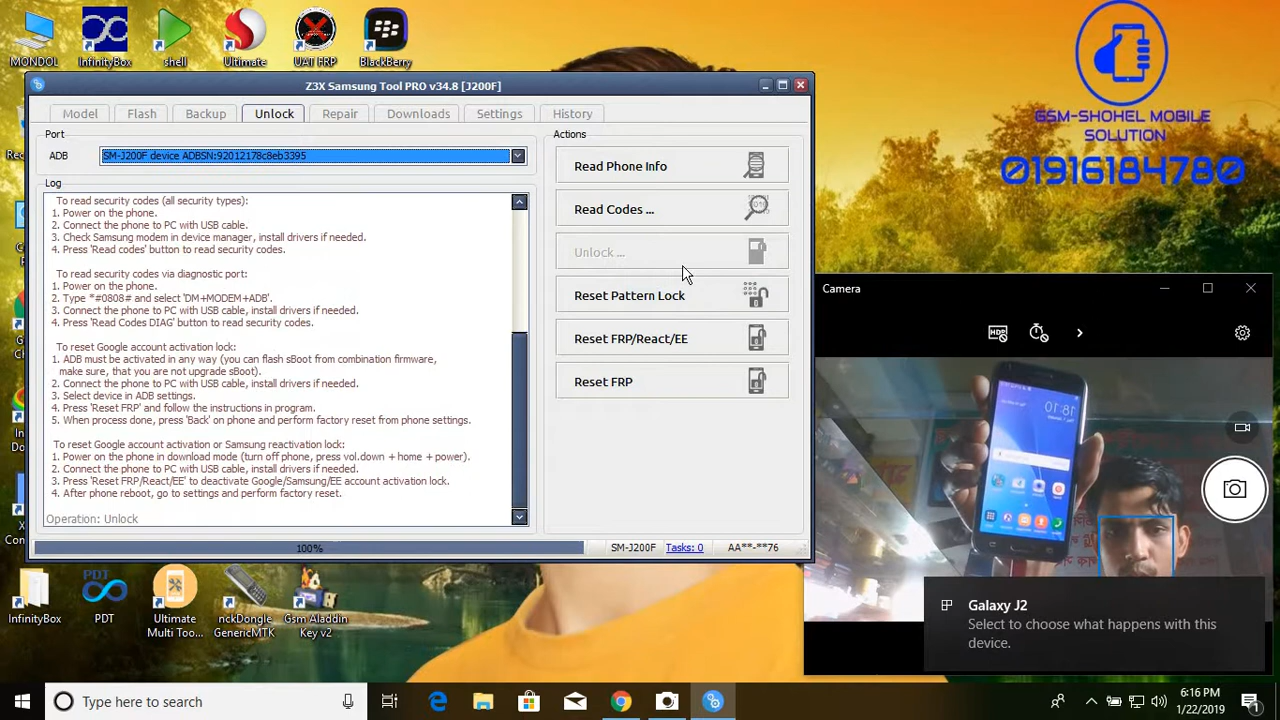 MONDOL
InfinityBox
shell
Ultimate
UAT FRP
BlackBerry
GSM-SHOHEL MOBILE
SOLUTION
01916184780
Z3X Samsung Tool PRO v34.8 [J200F]
Model
Flash
Backup
Unlock
Repair
Downloads
Settings
History
Port
ADB
SM-J200F device ADBSN:92012178c8eb3395
Log
To read security codes (all security types):
1. Power on the phone.
2. Connect the phone to PC with USB cable.
3. Check Samsung modem in device manager, install drivers if needed.
4. Press 'Read codes' button to read security codes.
To read security codes via diagnostic port:
1. Power on the phone.
2. Type *#0808# and select 'DM+MODEM+ADB'.
3. Connect the phone to PC with USB cable, install drivers if needed.
4. Press 'Read Codes DIAG' button to read security codes.
To reset Google account activation lock:
1. ADB must be activated in any way (you can flash sBoot from combination firmware,
make sure, that you are not upgrade sBoot).
2. Connect the phone to PC with USB cable, install drivers if needed.
3. Select device in ADB settings.
4. Press 'Reset FRP' and follow the instructions in program.
5. When process done, press 'Back' on phone and perform factory reset from phone settings.
To reset Google account activation or Samsung reactivation lock:
1. Power on the phone in download mode (turn off phone, press vol.down + home + power).
2. Connect the phone to PC with USB cable, install drivers if needed.
3. Press 'Reset FRP/React/EE' to deactivate Google/Samsung/EE account activation lock.
4. After phone reboot, go to settings and perform factory reset.
Operation: Unlock
Actions
Read Phone Info
Read Codes ...
Unlock ...
Reset Pattern Lock
Reset FRP/React/EE
Reset FRP
100%
SM-J200F
Tasks: 0
AA**-**76
Camera
HDR
Galaxy J2
Select to choose what happens with this
device.
InfinityBox
PDT
PDT
Ultimate
Multi Too...
nckDongle
GenericMTK
Gsm Aladdin
Key v2
Type here to search
6:16 PM
1/22/2019